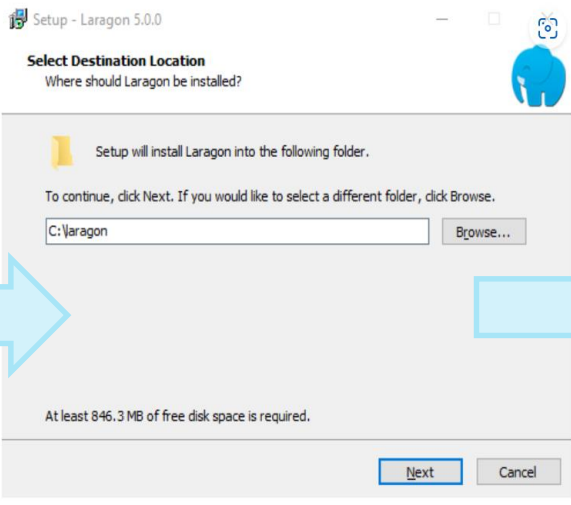 Setup - Laragon 5.0.0
Select Destination Location
Where should Laragon be installed?
Setup will install Laragon into the following folder.
To continue, click Next. If you would like to select a different folder, click Browse.
C:\laragon
Browse...
At least 846.3 MB of free disk space is required.
Next
Cancel